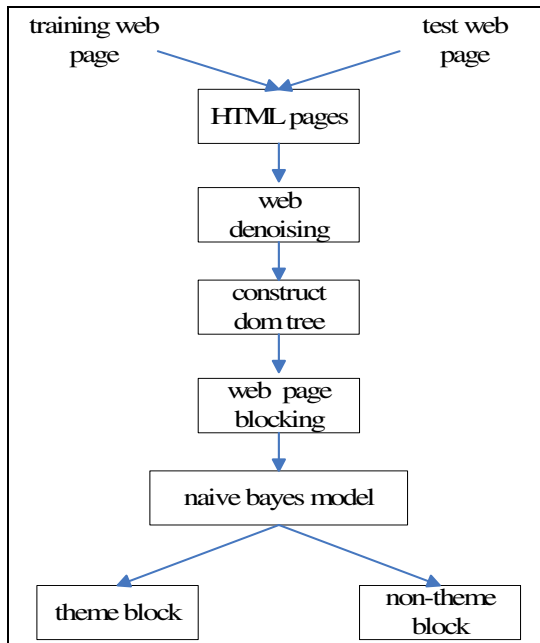 training web
page
test web
page
HTML pages
web
denoising
construct
dom tree
web page
blocking
naive bayes model
theme block
non-theme
block